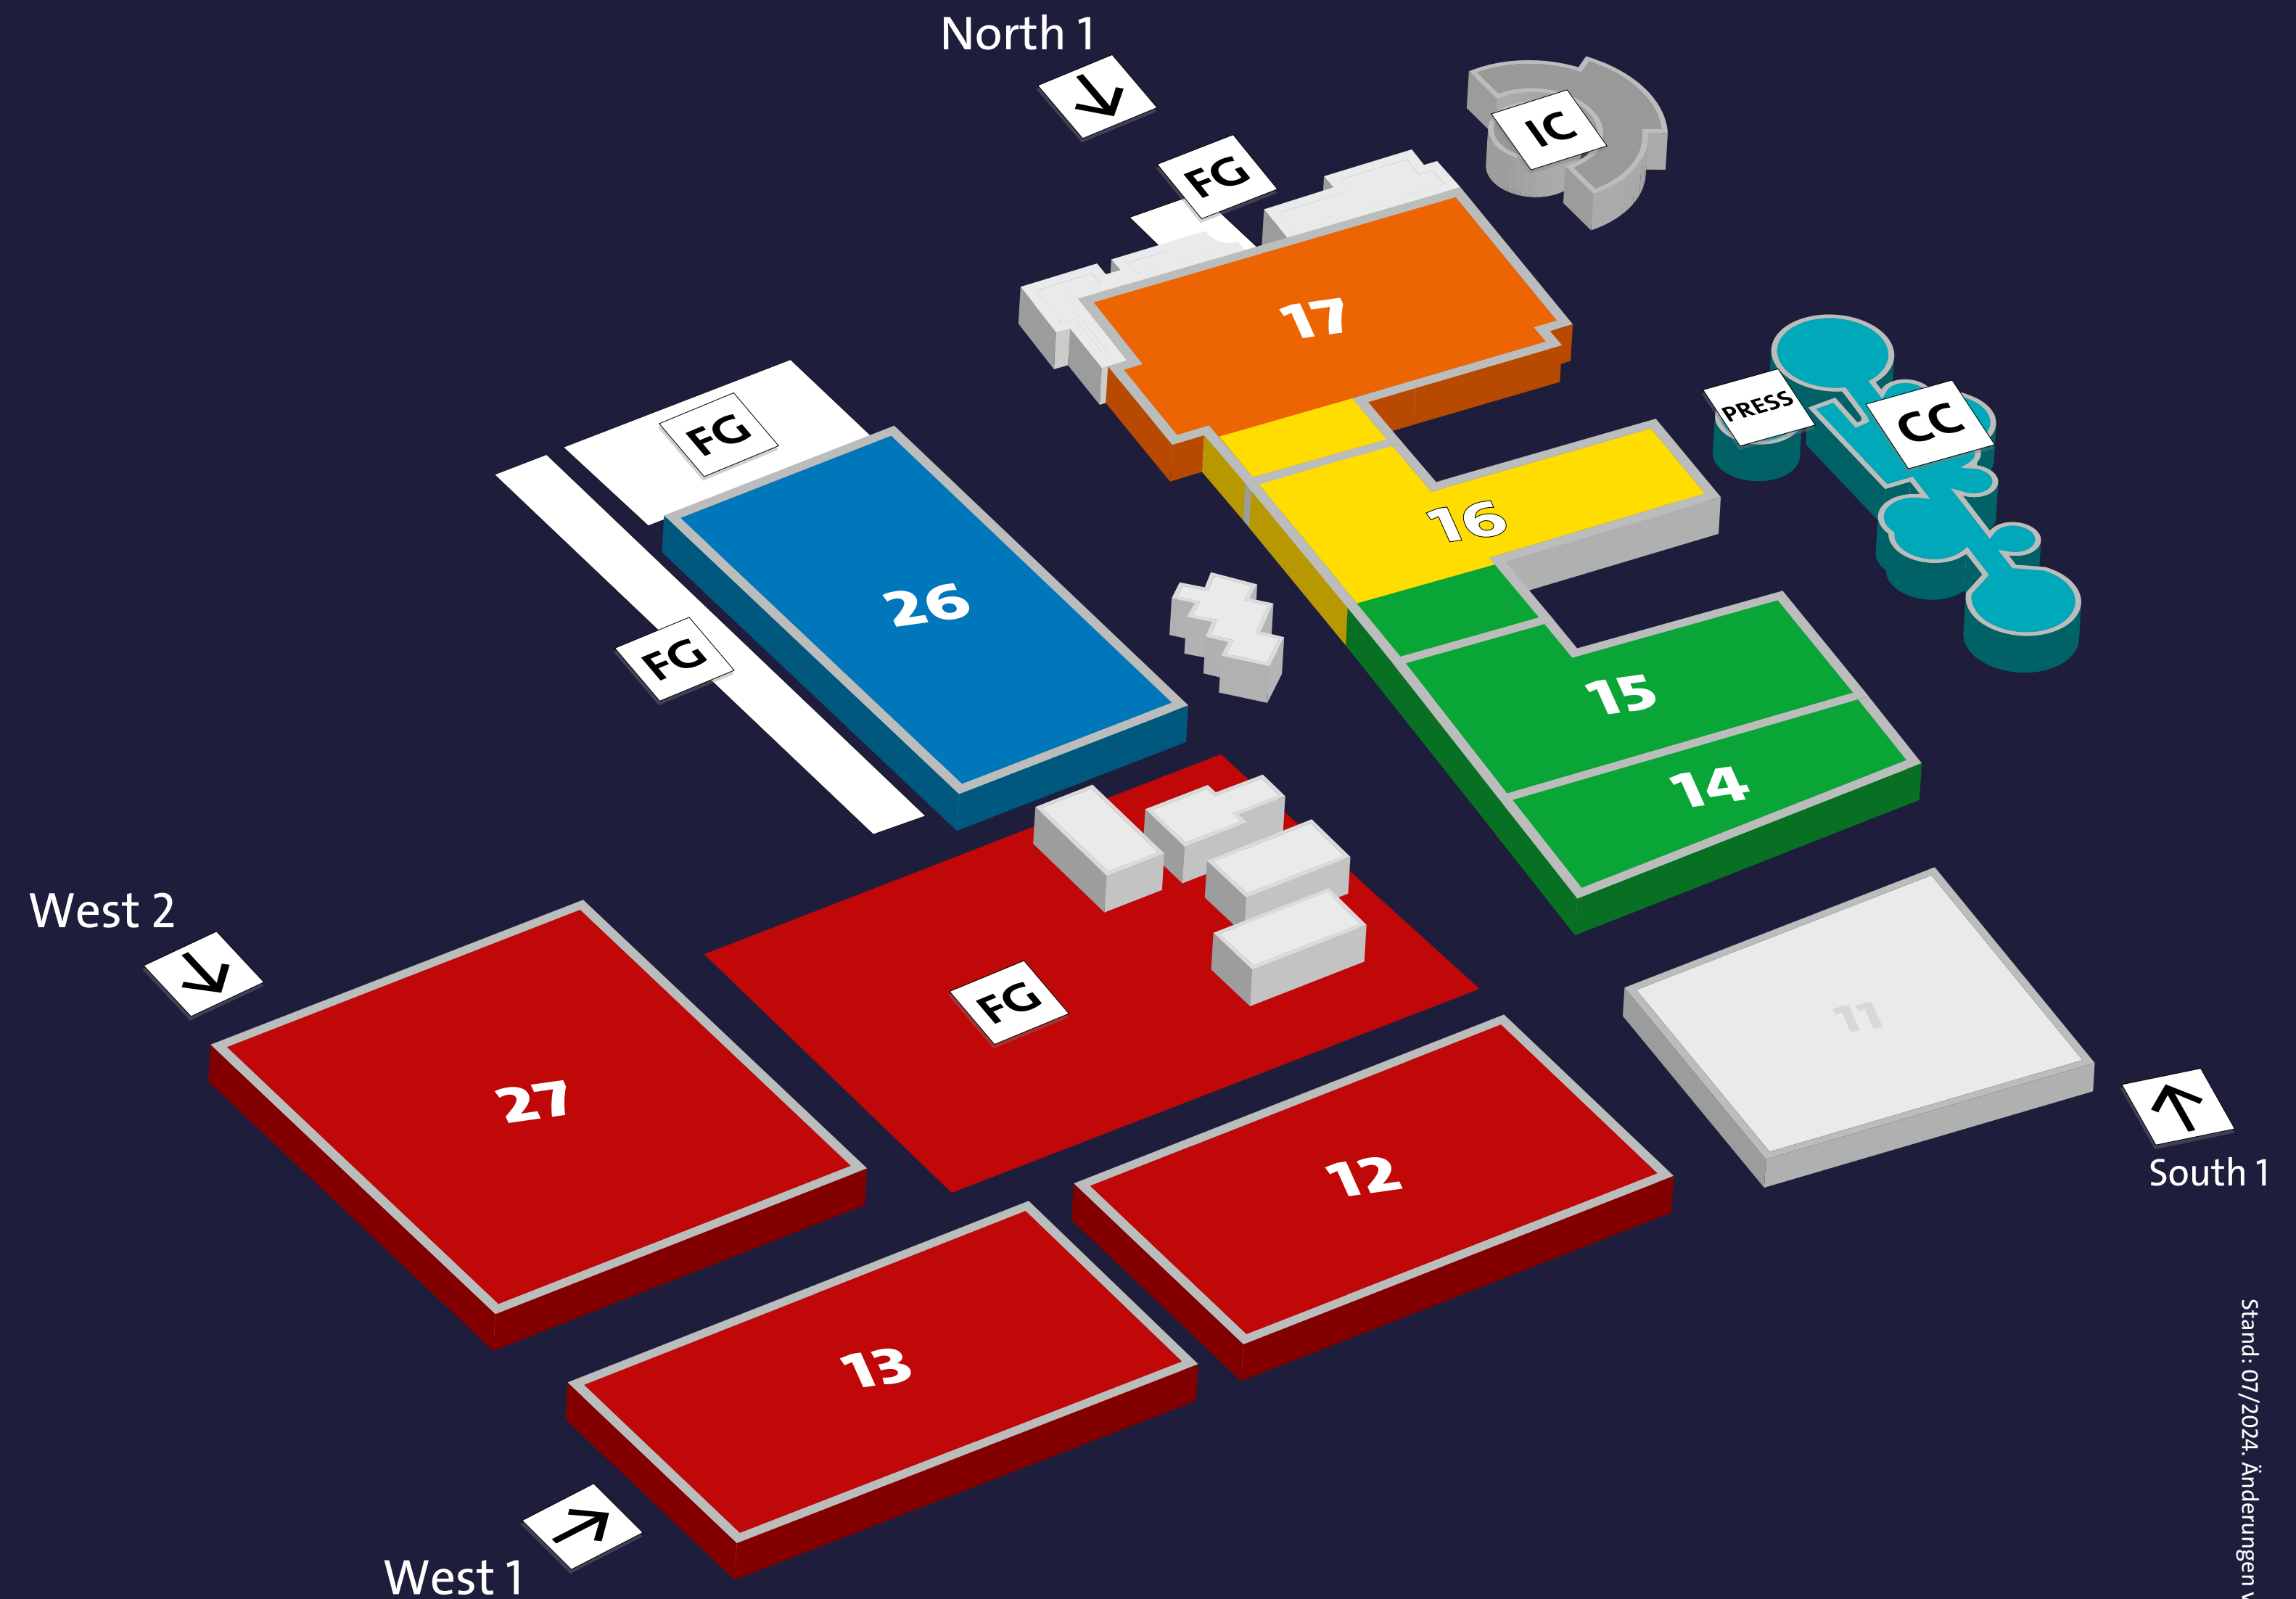 North 1
IC
FG
17
PRESS
CC
FG
16
26
FG
15
14
West 2
FG
11
27
12
South 1
13
West 1
Stand: 07/2024. Änderungen